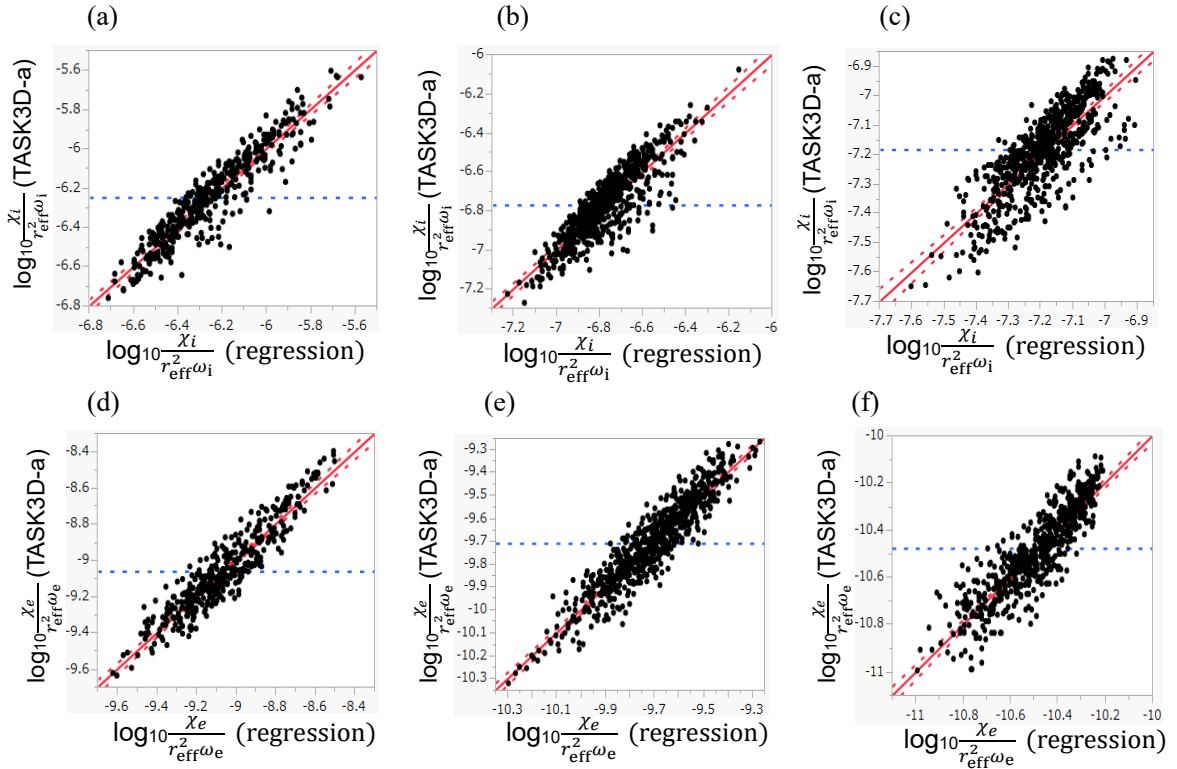 (a)
(b)
(c)
log10 χi / r²eff ωi (TASK3D-a)
-5.6
-5.8
-6
-6.2
-6.4
-6.6
-6.8
-6.8 -6.6 -6.4 -6.2 -6 -5.8 -5.6
log10 χi / r²eff ωi (regression)
log10 χi / r²eff ωi (TASK3D-a)
-6
-6.2
-6.4
-6.6
-6.8
-7
-7.2
-7.2 -7 -6.8 -6.6 -6.4 -6.2 -6
log10 χi / r²eff ωi (regression)
log10 χi / r²eff ωi (TASK3D-a)
-6.9
-7
-7.1
-7.2
-7.3
-7.4
-7.5
-7.6
-7.7
-7.7 -7.6 -7.5 -7.4 -7.3 -7.2 -7.1 -7 -6.9
log10 χi / r²eff ωi (regression)
(d)
(e)
(f)
log10 χe / r²eff ωe (TASK3D-a)
-8.4
-8.6
-8.8
-9
-9.2
-9.4
-9.6
-9.6 -9.4 -9.2 -9 -8.8 -8.6 -8.4
log10 χe / r²eff ωe (regression)
log10 χe / r²eff ωe (TASK3D-a)
-9.3
-9.4
-9.5
-9.6
-9.7
-9.8
-9.9
-10
-10.1
-10.2
-10.3
-10.3 -10.1 -9.9 -9.7 -9.5 -9.3
log10 χe / r²eff ωe (regression)
log10 χe / r²eff ωe (TASK3D-a)
-10
-10.2
-10.4
-10.6
-10.8
-11
-11 -10.8 -10.6 -10.4 -10.2 -10
log10 χe / r²eff ωe (regression)